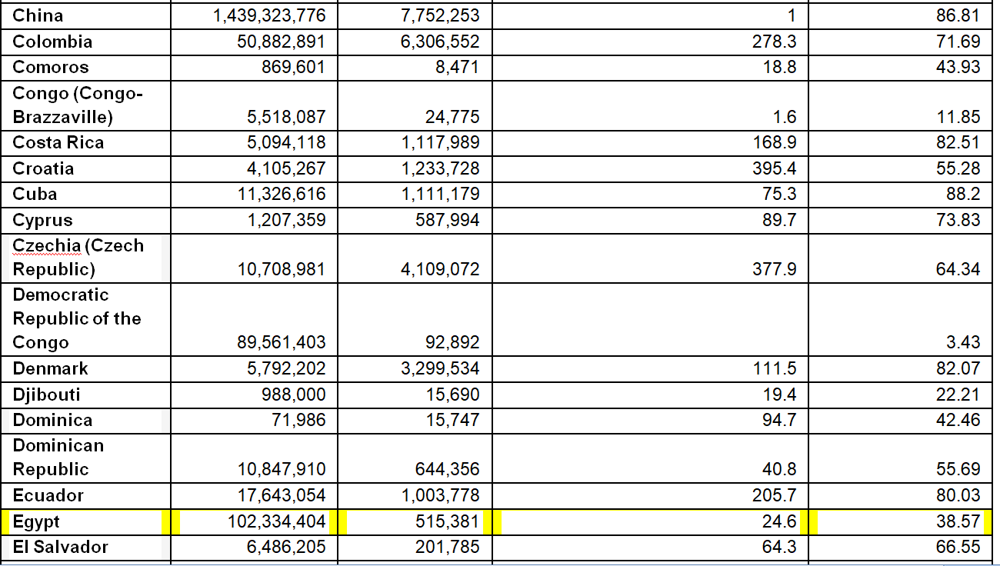 China 1,439,323,776 7,752,253 1 86.81
Colombia 50,882,891 6,306,552 278.3 71.69
Comoros 869,601 8,471 18.8 43.93
Congo (Congo-
Brazzaville) 5,518,087 24,775 1.6 11.85
Costa Rica 5,094,118 1,117,989 168.9 82.51
Croatia 4,105,267 1,233,728 395.4 55.28
Cuba 11,326,616 1,111,179 75.3 88.2
Cyprus 1,207,359 587,994 89.7 73.83
Czechia (Czech
Republic) 10,708,981 4,109,072 377.9 64.34
Democratic
Republic of the
Congo 89,561,403 92,892 3.43
Denmark 5,792,202 3,299,534 111.5 82.07
Djibouti 988,000 15,690 19.4 22.21
Dominica 71,986 15,747 94.7 42.46
Dominican
Republic 10,847,910 644,356 40.8 55.69
Ecuador 17,643,054 1,003,778 205.7 80.03
Egypt 102,334,404 515,381 24.6 38.57
El Salvador 6,486,205 201,785 64.3 66.55